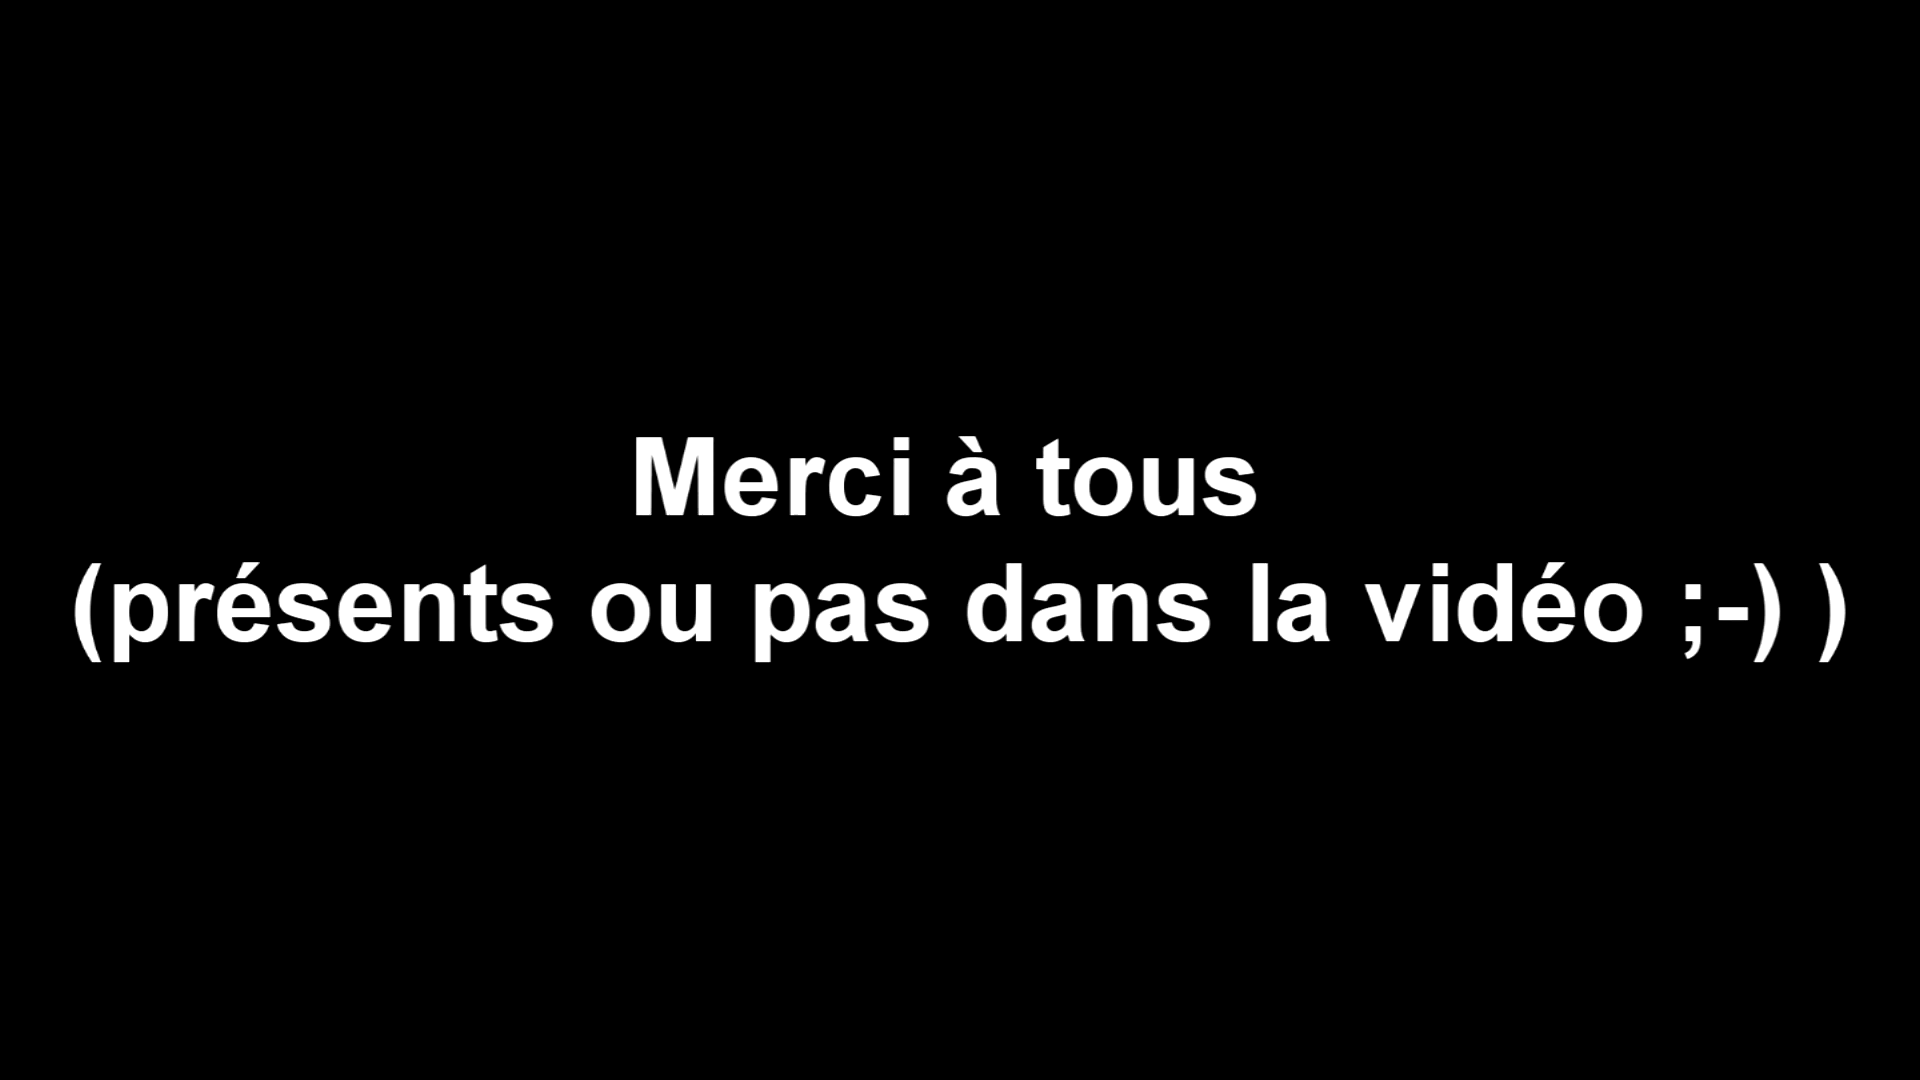 Merci à tous
(présents ou pas dans la vidéo ;-) )